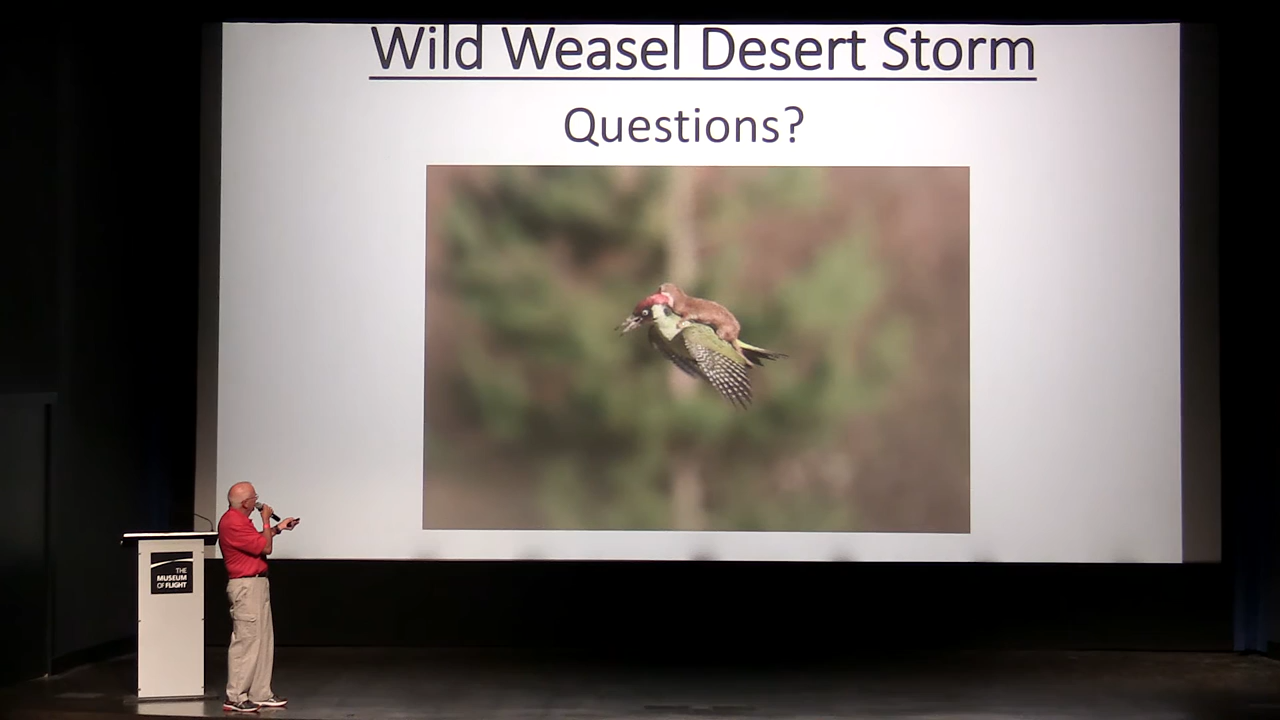 Wild Weasel Desert Storm
Questions?
THE
MUSEUM
OF FLIGHT